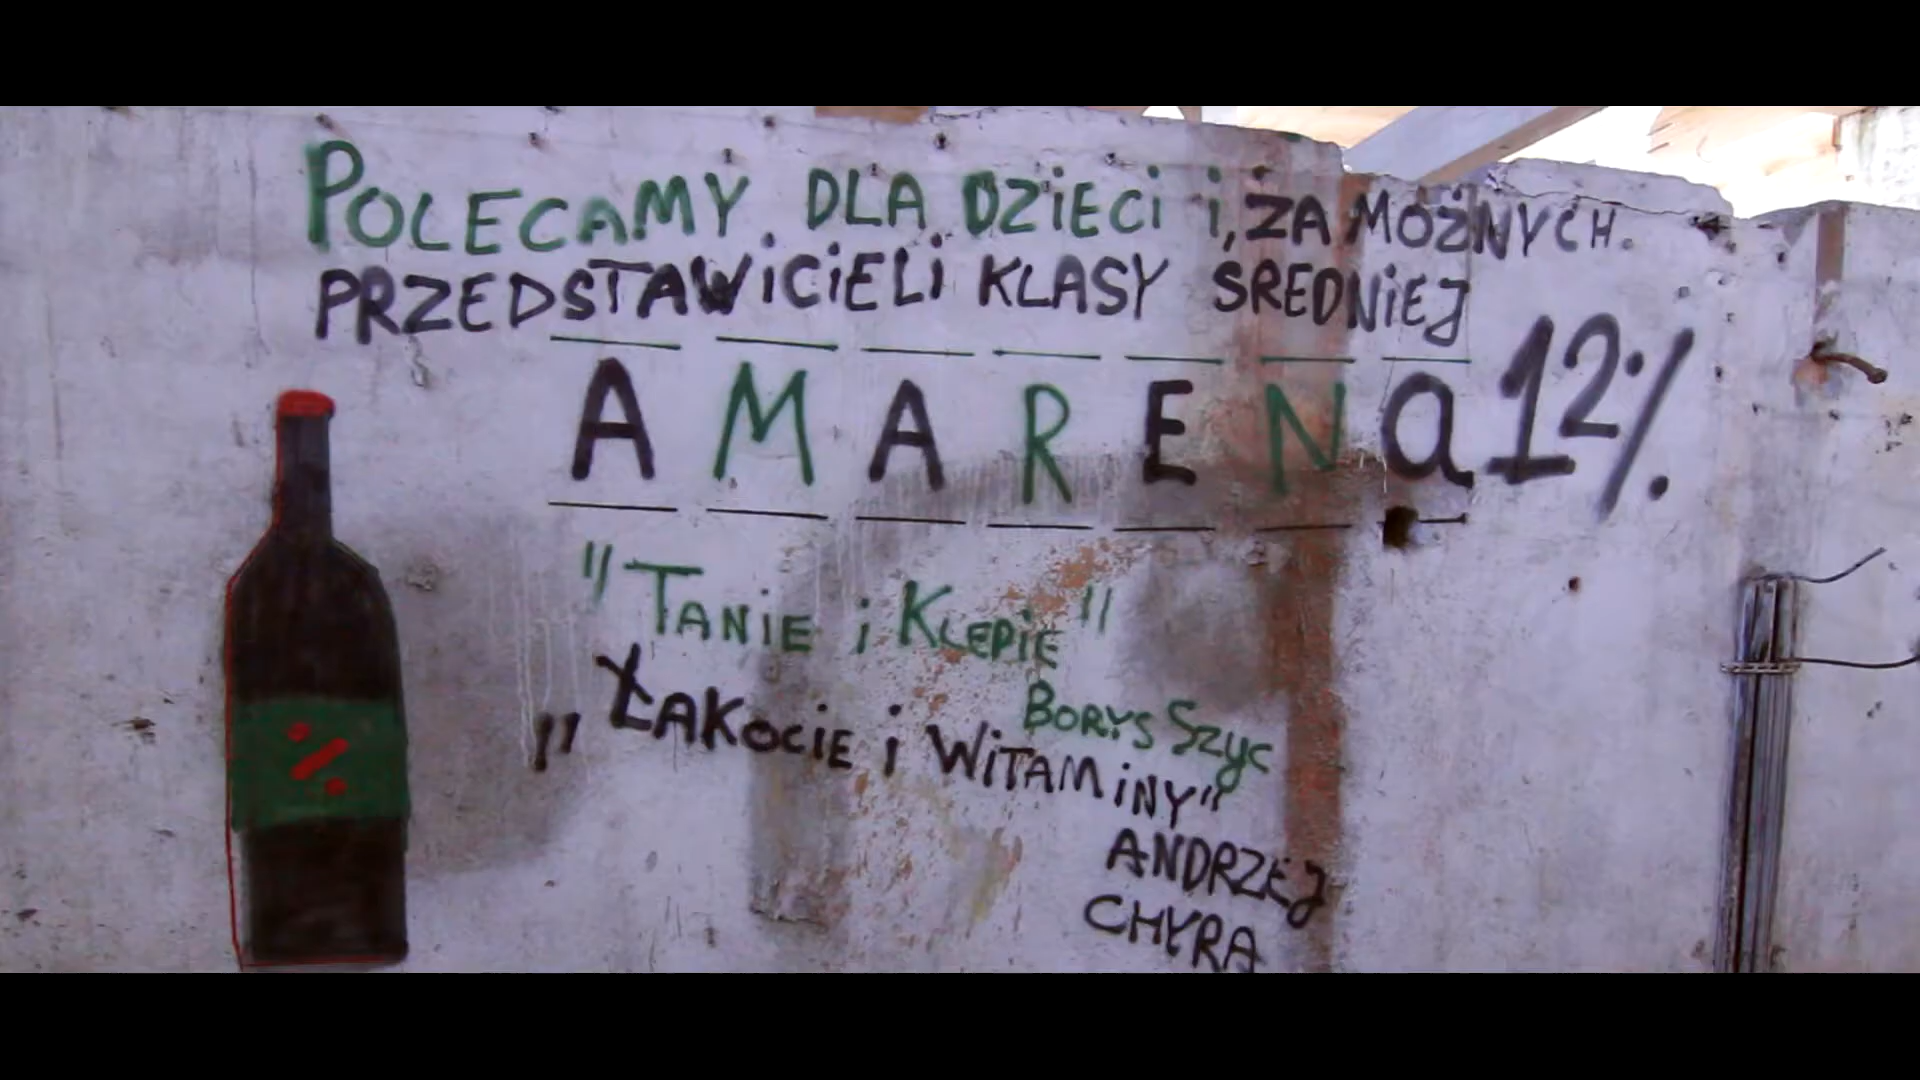 POLECAMY DLA DZIECI i, ZAMOŻNYCH.
PRZEDSTAWiCiELi KLASY ŚREDNiEJ
AMARENa 12%
"TANiE i KLEPiE"
BORYS SZYC
„ŁAKOCiE i WiTAMiNY"
ANDRZEJ
CHYRA
%